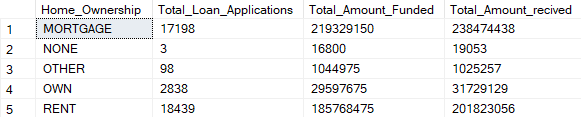 Home_Ownership Total_Loan_Applications Total_Amount_Funded Total_Amount_recived
1 MORTGAGE 17198 219329150 238474438
2 NONE 3 16800 19053
3 OTHER 98 1044975 1025257
4 OWN 2838 29597675 31729129
5 RENT 18439 185768475 201823056